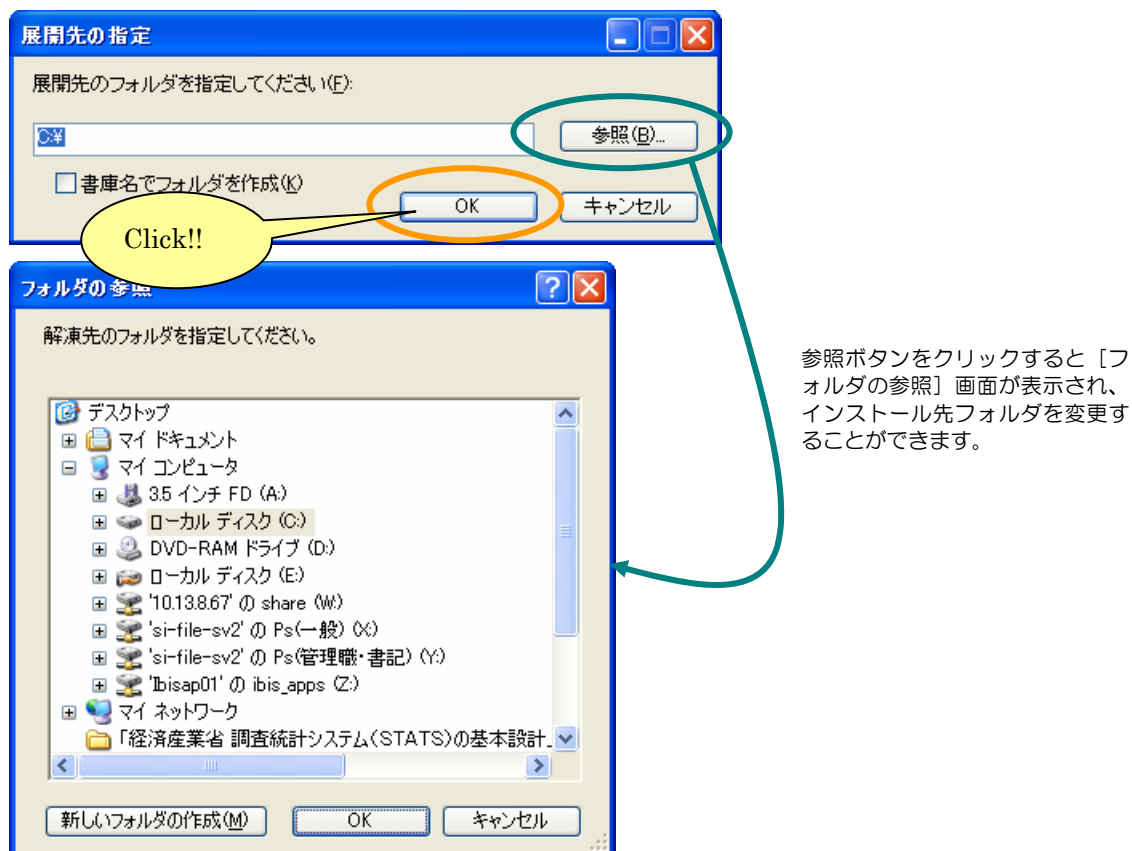 展開先の指定
展開先のフォルダを指定してください(F):
C:¥
参照(B)...
書庫名でフォルダを作成(K)
OK
キャンセル
Click!!
フォルダの参照
解凍先のフォルダを指定してください。
デスクトップ
マイ ドキュメント
マイ コンピュータ
3.5 インチ FD (A:)
ローカル ディスク (C:)
DVD-RAM ドライブ (D:)
ローカル ディスク (E:)
'10.13.8.67' の share (W:)
'si-file-sv2' の Ps(一般) (X:)
'si-file-sv2' の Ps(管理職・書記) (Y:)
'Ibisap01' の ibis_apps (Z:)
マイ ネットワーク
「経済産業省 調査統計システム(STATS)の基本設計_
新しいフォルダの作成(M)
OK
キャンセル
参照ボタンをクリックすると［フ
ォルダの参照］画面が表示され、
インストール先フォルダを変更す
ることができます。